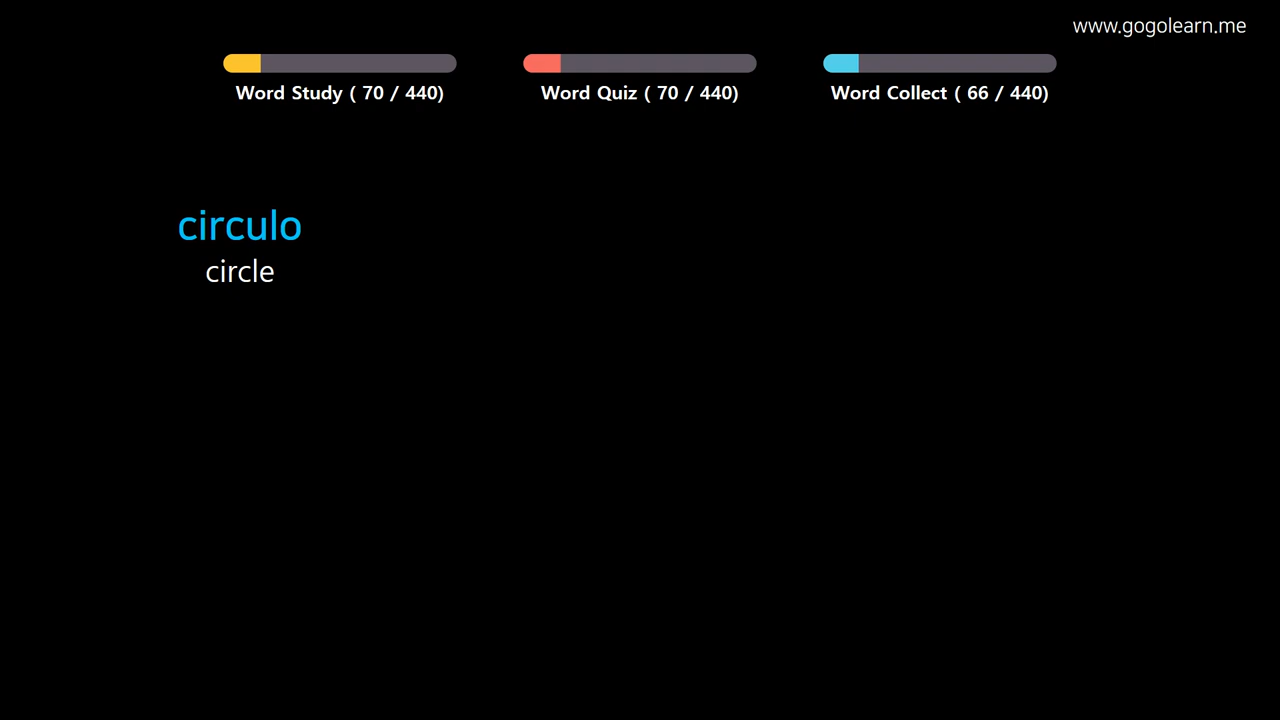 www.gogolearn.me
Word Study ( 70 / 440)
Word Quiz ( 70 / 440)
Word Collect ( 66 / 440)
circulo
circle